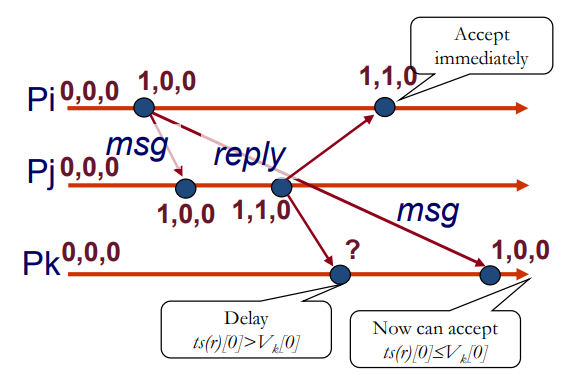 Accept
immediately
Pi 0,0,0 1,0,0 1,1,0
msg reply
Pj 0,0,0
1,0,0 1,1,0 msg
Pk 0,0,0 ? 1,0,0
Delay
ts(r)[0]>Vk[0]
Now can accept
ts(r)[0]≤Vk[0]